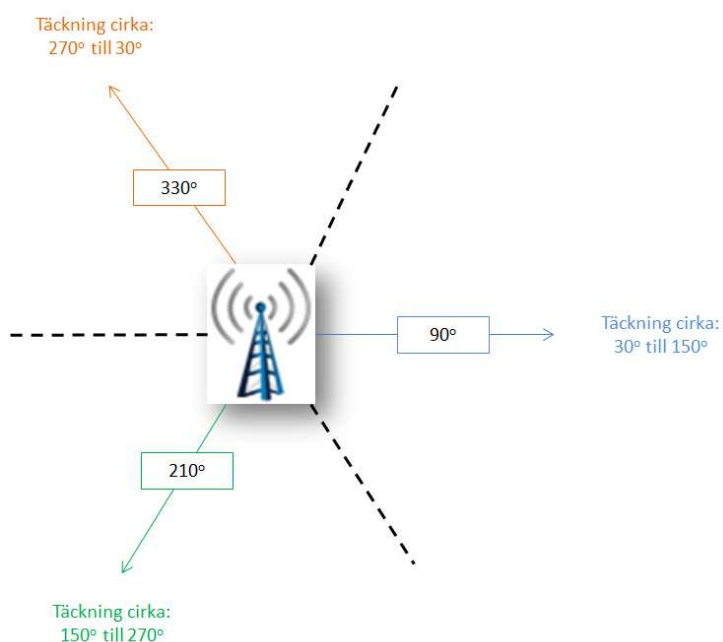 Täckning cirka:
270° till 30°
330°
90°
Täckning cirka:
30° till 150°
210°
Täckning cirka:
150° till 270°